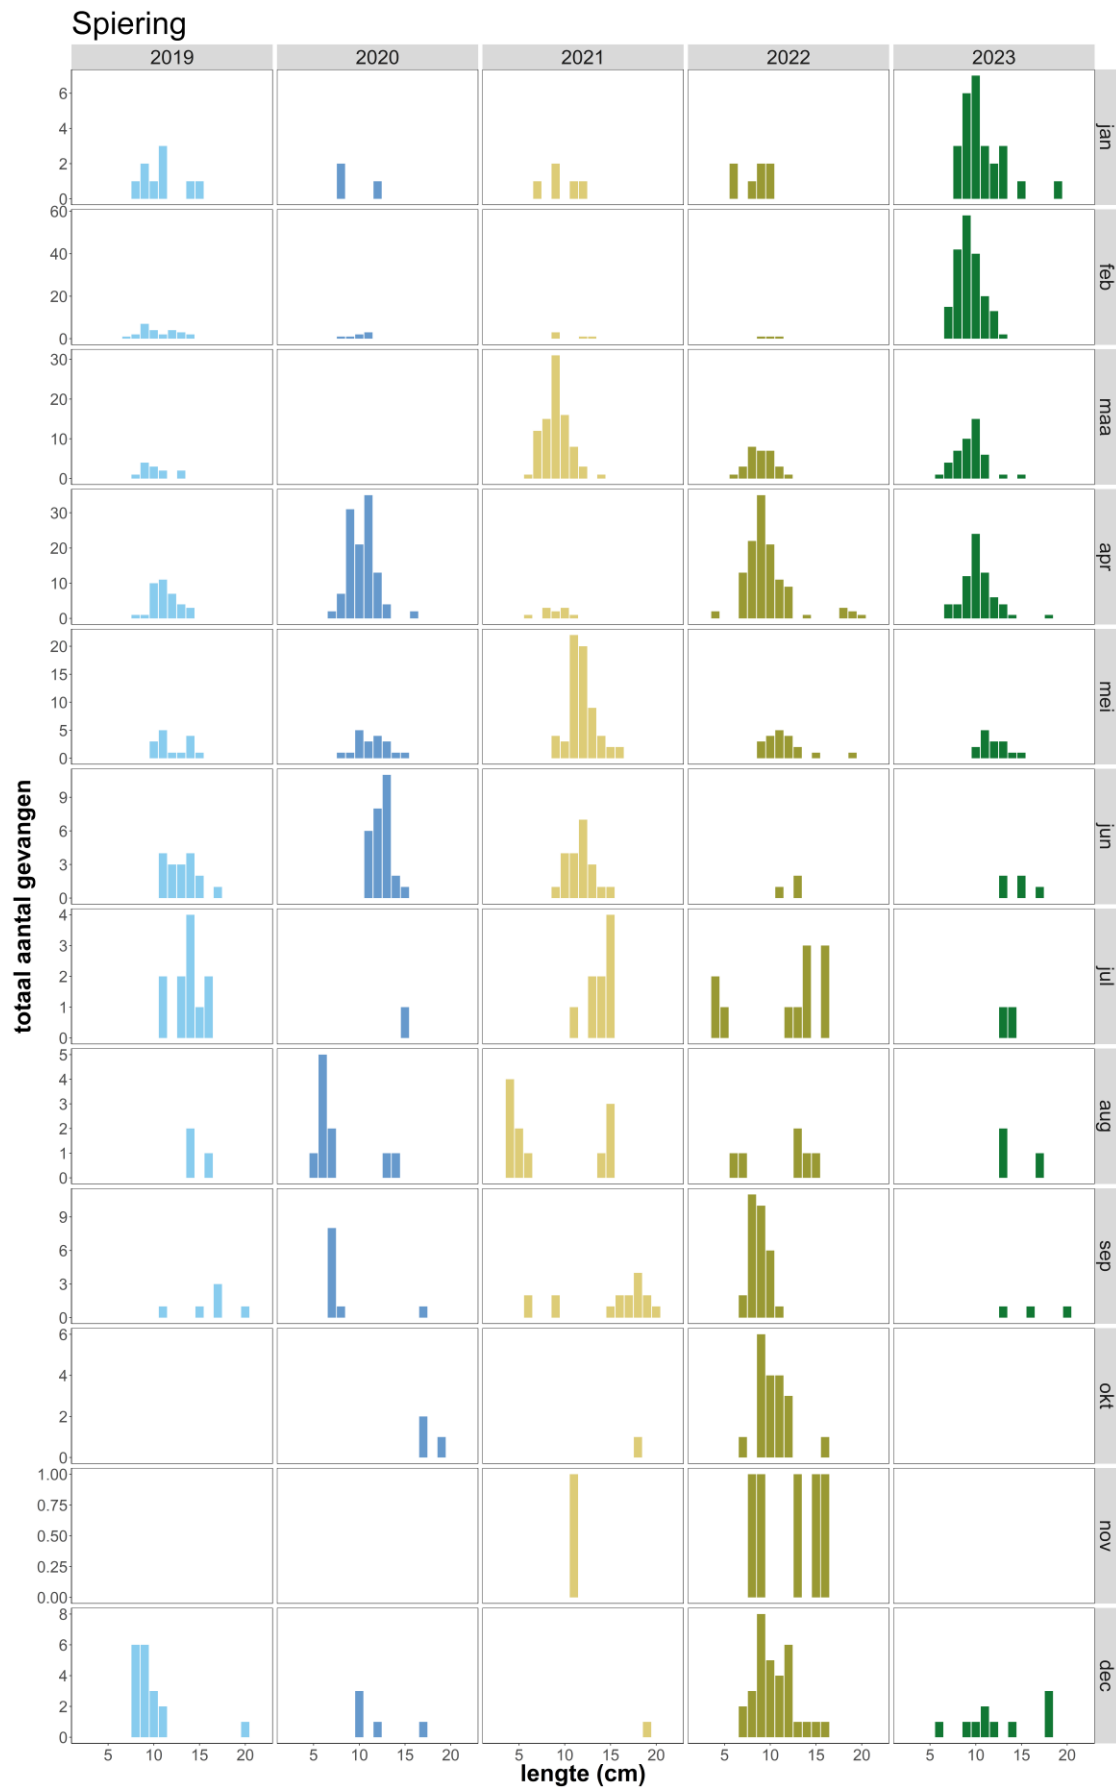 Spiering
2019 2020 2021 2022 2023
totaal aantal gevangen
0 2 4 6
jan
0 20 40 60
feb
0 10 20 30
maa
0 10 20 30
apr
0 5 10 15 20
mei
0 3 6 9
jun
0 1 2 3 4
jul
0 1 2 3 4 5
aug
0 3 6 9
sep
0 2 4 6
okt
0.00 0.25 0.50 0.75 1.00
nov
0 2 4 6 8
dec
5 10 15 20 5 10 15 20 5 10 15 20 5 10 15 20 5 10 15 20
lengte (cm)